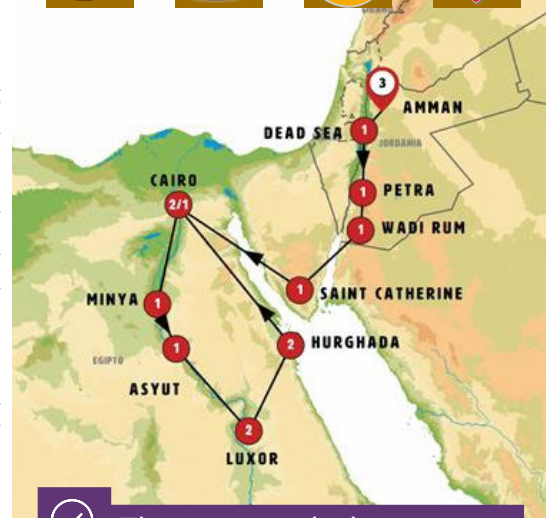 3
AMMAN
DEAD SEA
1
JORDANIA
CAIRO
2/1
1
PETRA
1
WADI RUM
MINYA
1
1
SAINT CATHERINE
1
2
HURGHADA
EGIPTO
ASYUT
2
LUXOR